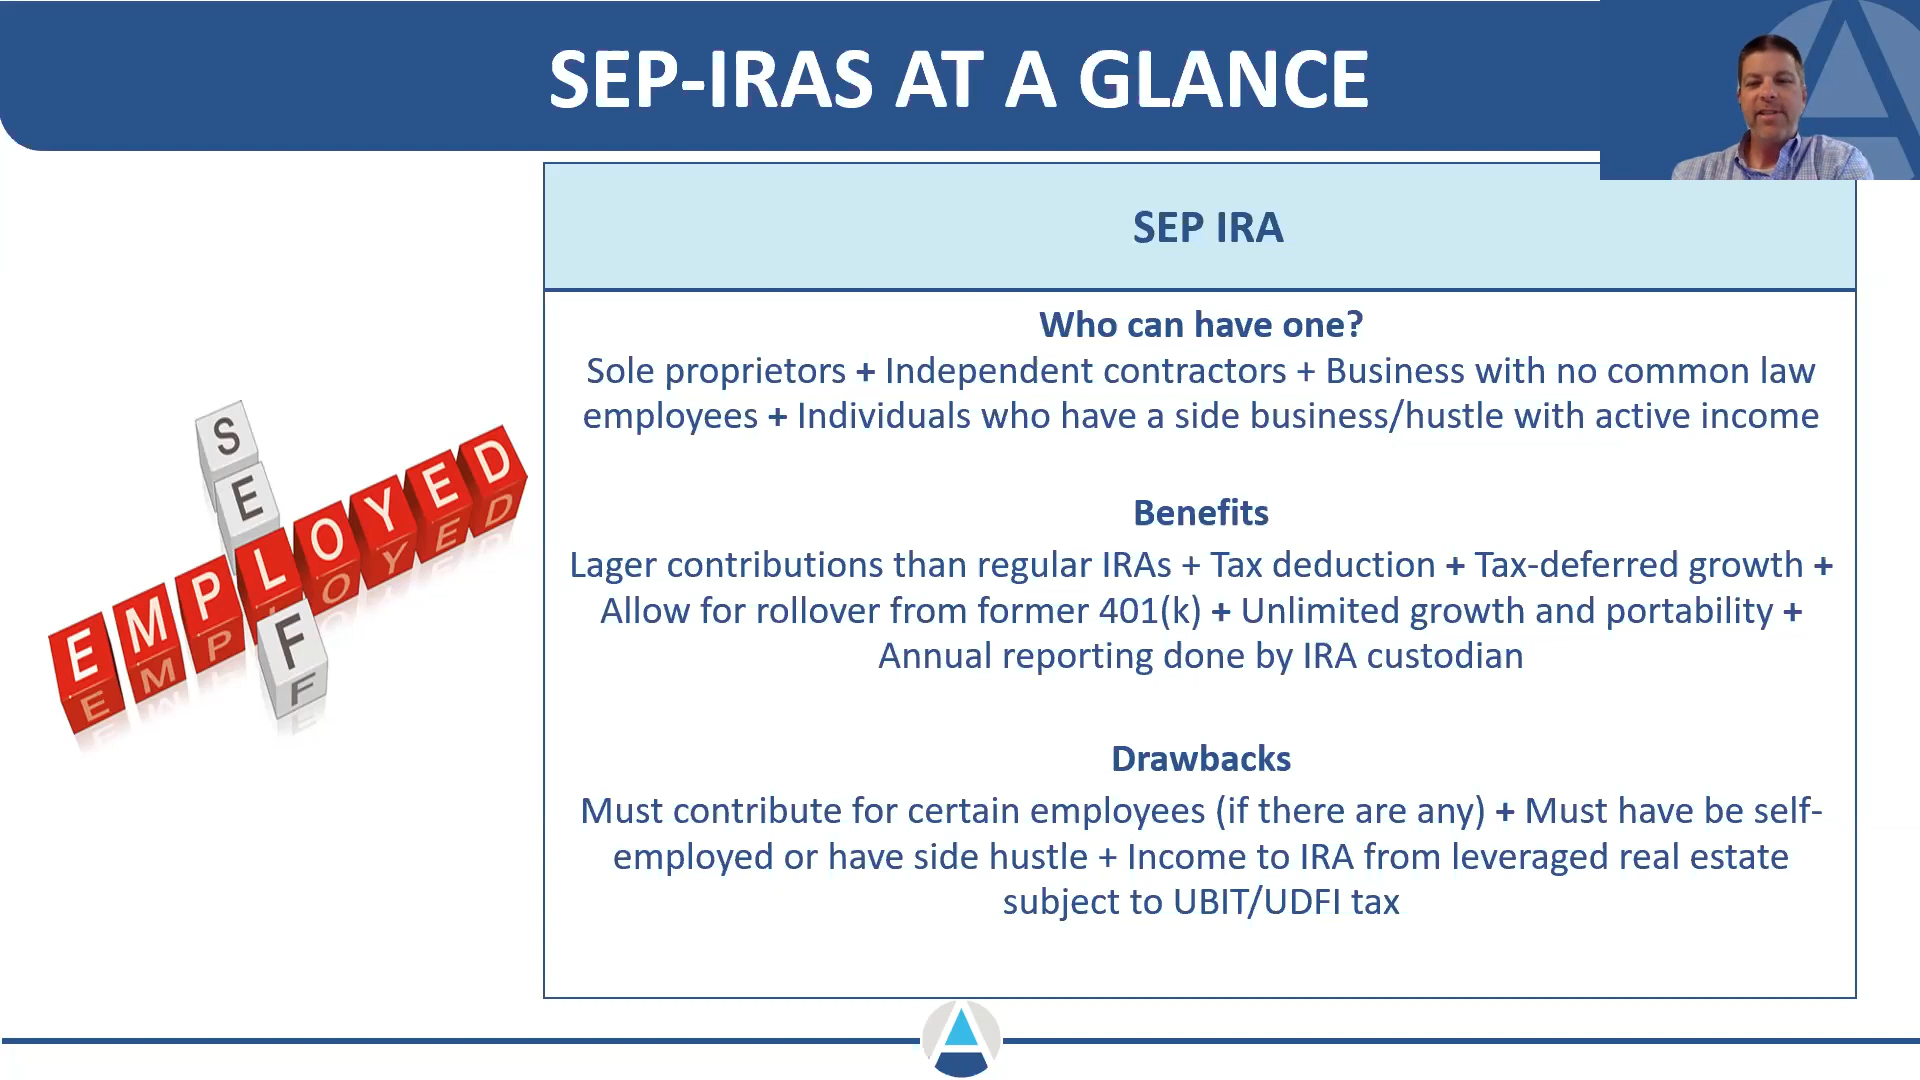 SEP-IRAS AT A GLANCE
SEP IRA
Who can have one?
Sole proprietors + Independent contractors + Business with no common law
employees + Individuals who have a side business/hustle with active income
Benefits
Lager contributions than regular IRAs + Tax deduction + Tax-deferred growth +
Allow for rollover from former 401(k) + Unlimited growth and portability +
Annual reporting done by IRA custodian
Drawbacks
Must contribute for certain employees (if there are any) + Must have be self-
employed or have side hustle + Income to IRA from leveraged real estate
subject to UBIT/UDFI tax
SELF
EMPLOYED